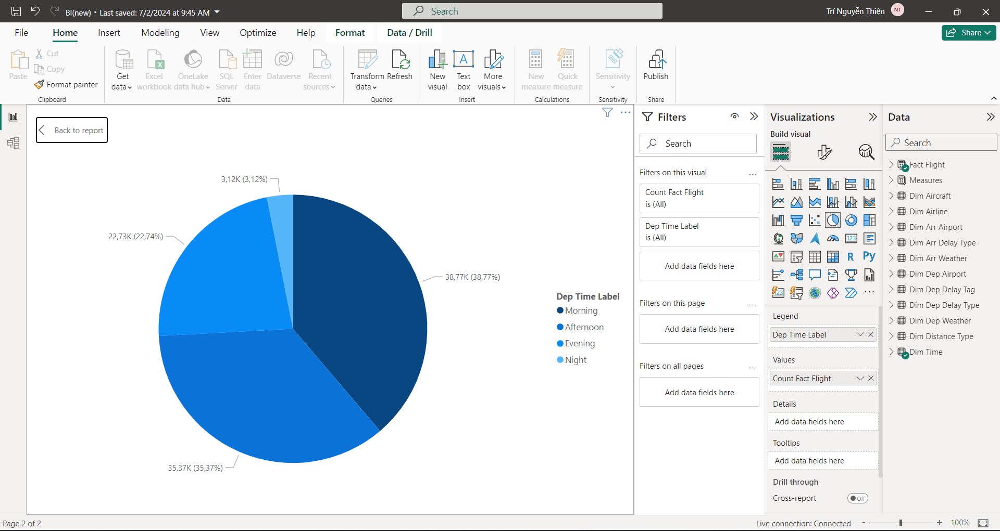 BI(new) • Last saved: 7/2/2024 at 9:45 AM
Search
Trí Nguyễn Thiện
NT
File
Home
Insert
Modeling
View
Optimize
Help
Format
Data / Drill
Share
Paste
Cut
Copy
Format painter
Clipboard
Get data
Excel workbook
OneLake data hub
SQL Server
Enter data
Dataverse
Recent sources
Data
Transform data
Refresh
Queries
New visual
Text box
More visuals
Insert
New measure
Quick measure
Calculations
Sensitivity
Sensitivity
Publish
Share
Back to report
3,12K (3,12%)
22,73K (22,74%)
38,77K (38,77%)
35,37K (35,37%)
Dep Time Label
Morning
Afternoon
Evening
Night
Filters
Search
Filters on this visual
Count Fact Flight
is (All)
Dep Time Label
is (All)
Add data fields here
Filters on this page
Add data fields here
Filters on all pages
Add data fields here
Visualizations
Build visual
123
R
Py
123
Legend
Dep Time Label
Values
Count Fact Flight
Details
Add data fields here
Tooltips
Add data fields here
Drill through
Cross-report
Off
Data
Search
Fact Flight
Measures
Dim Aircraft
Dim Airline
Dim Arr Airport
Dim Arr Delay Type
Dim Arr Weather
Dim Dep Airport
Dim Dep Delay Tag
Dim Dep Delay Type
Dim Dep Weather
Dim Distance Type
Dim Time
Page 2 of 2
Live connection: Connected
- + 100%